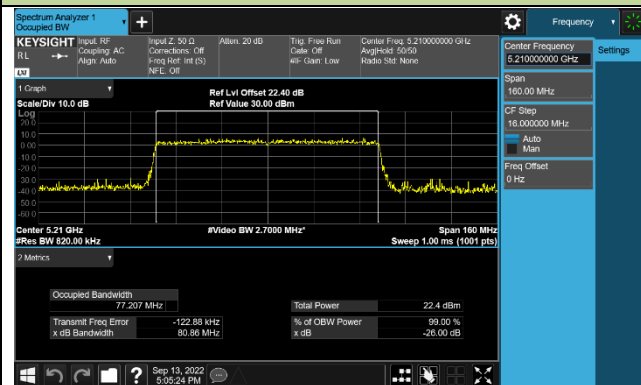 Spectrum Analyzer 1
Occupied BW
Frequency
KEYSIGHT
RL
LXI
Input: RF
Coupling: AC
Align: Auto
Input Z: 50 Ω
Corrections: Off
Freq Ref: Int (S)
NFE: Off
Atten: 20 dB
Trig: Free Run
Gate: Off
#IF Gain: Low
Center Freq: 5.210000000 GHz
Avg|Hold: 50/50
Radio Std: None
Center Frequency
5.210000000 GHz
Settings
Span
160.00 MHz
CF Step
16.000000 MHz
Auto
Man
Freq Offset
0 Hz
1 Graph
Scale/Div 10.0 dB
Ref Lvl Offset 22.40 dB
Ref Value 30.00 dBm
Log
20.0
10.0
0.00
-10.0
-20.0
-30.0
-40.0
-50.0
-60.0
Center 5.21 GHz
#Res BW 820.00 kHz
#Video BW 2.7000 MHz*
Span 160 MHz
Sweep 1.00 ms (1001 pts)
2 Metrics
Occupied Bandwidth
77.207 MHz
Total Power
22.4 dBm
Transmit Freq Error
-122.88 kHz
% of OBW Power
99.00 %
x dB Bandwidth
80.86 MHz
x dB
-26.00 dB
?
Sep 13, 2022
5:05:24 PM